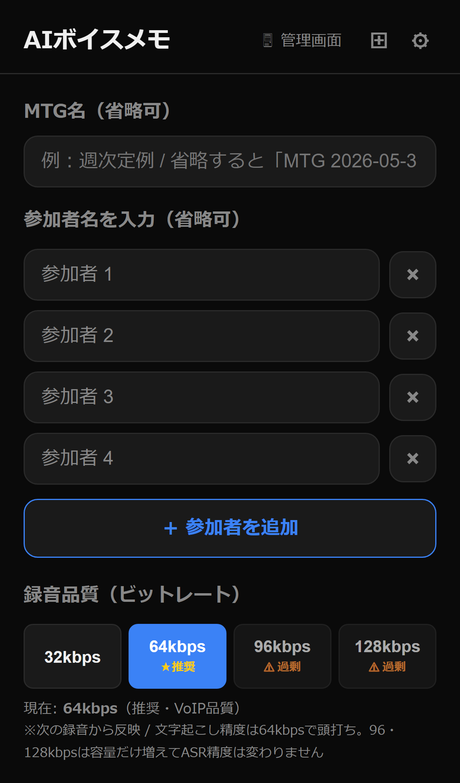 AIボイスメモ
管理画面
MTG名（省略可）
例：週次定例 / 省略すると「MTG 2026-05-3
参加者名を入力（省略可）
参加者 1
×
参加者 2
×
参加者 3
×
参加者 4
×
＋ 参加者を追加
録音品質（ビットレート）
32kbps
64kbps
★推奨
96kbps
⚠過剰
128kbps
⚠過剰
現在: 64kbps（推奨・VoIP品質）
※次の録音から反映 / 文字起こし精度は64kbpsで頭打ち。96・
128kbpsは容量だけ増えてASR精度は変わりません